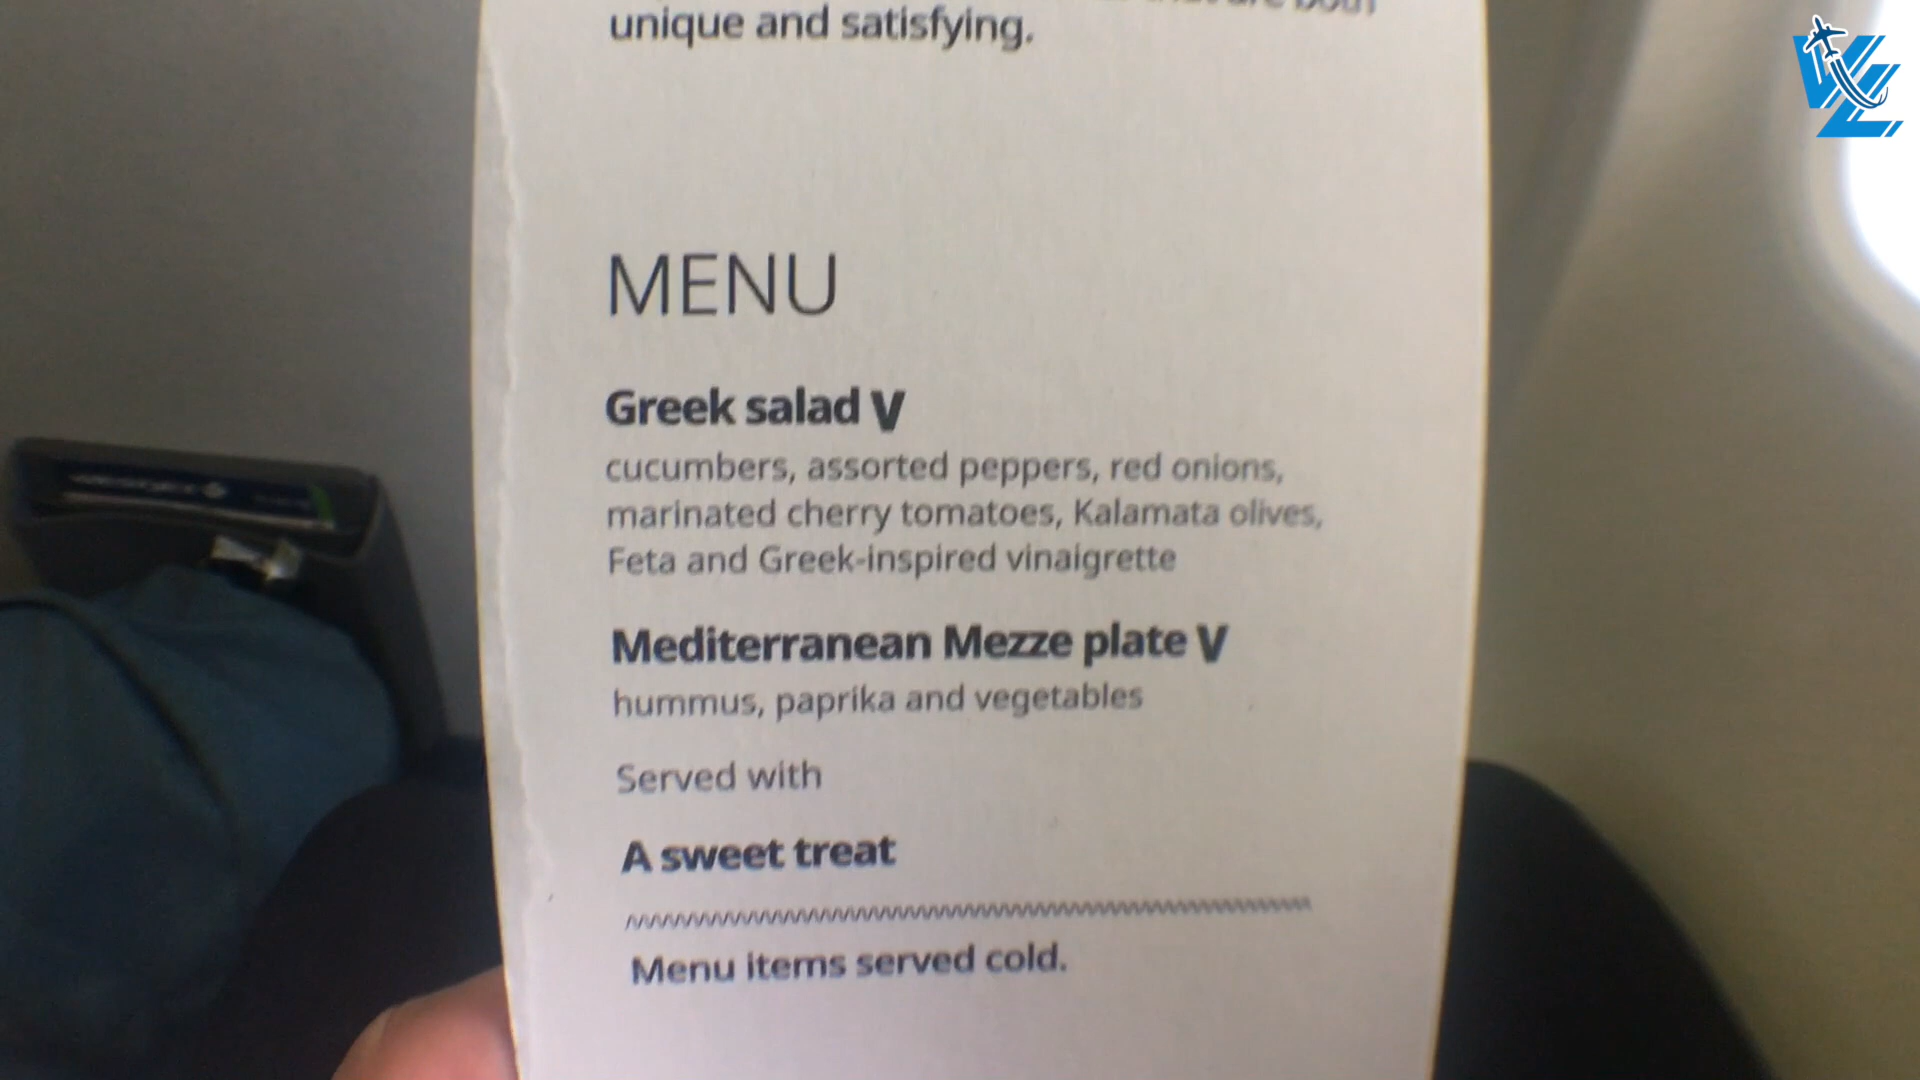 unique and satisfying.
MENU
Greek salad V
cucumbers, assorted peppers, red onions,
marinated cherry tomatoes, Kalamata olives,
Feta and Greek-inspired vinaigrette
Mediterranean Mezze plate V
hummus, paprika and vegetables
Served with
A sweet treat
Menu items served cold.